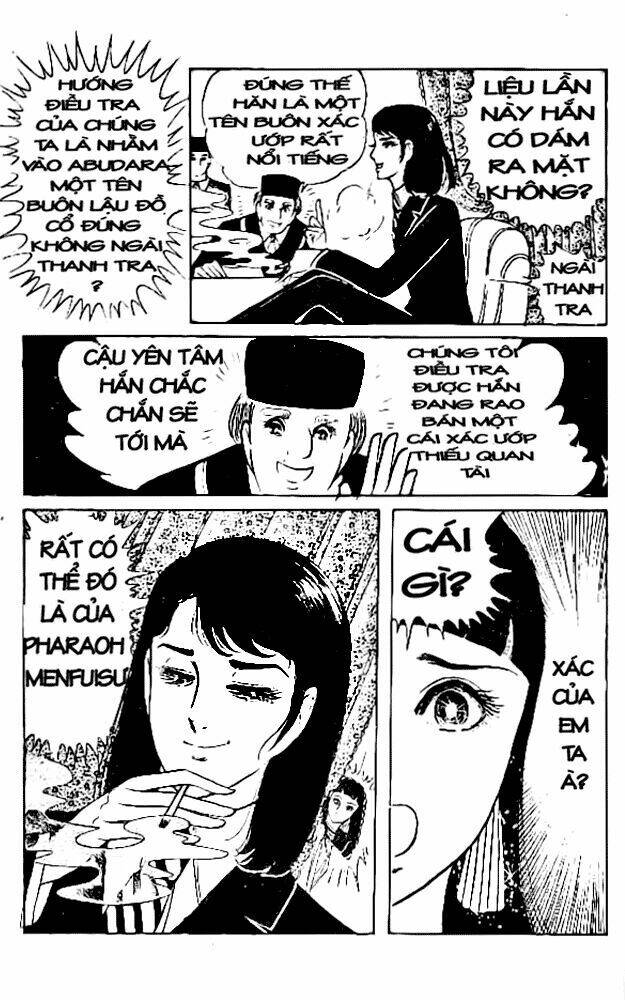 HƯỚNG
ĐIỀU TRA
CỦA CHÚNG
TA LÀ NHẰM
VÀO ABUDARA
MỘT TÊN
BUÔN LẬU ĐỒ
CỔ ĐÚNG
KHÔNG NGÀI
THANH TRA
?
ĐÚNG THẾ
HẮN LÀ MỘT
TÊN BUÔN XÁC
ƯỚP RẤT
NỔI TIẾNG
LIỆU LẦN
NÀY HẮN
CÓ DÁM
RA MẶT
KHÔNG?
NGÀI
THANH
TRA
CẬU YÊN TÂM
HẮN CHẮC
CHẮN SẼ
TỚI MÀ
CHÚNG TÔI
ĐIỀU TRA
ĐƯỢC HẮN
ĐANG RAO
BÁN MỘT
CÁI XÁC ƯỚP
THIẾU QUAN
TÀI
RẤT CÓ
THỂ ĐÓ
LÀ CỦA
PHARAOH
MENFUISU
CÁI
GÌ?
XÁC
CỦA
EM
TA
À?